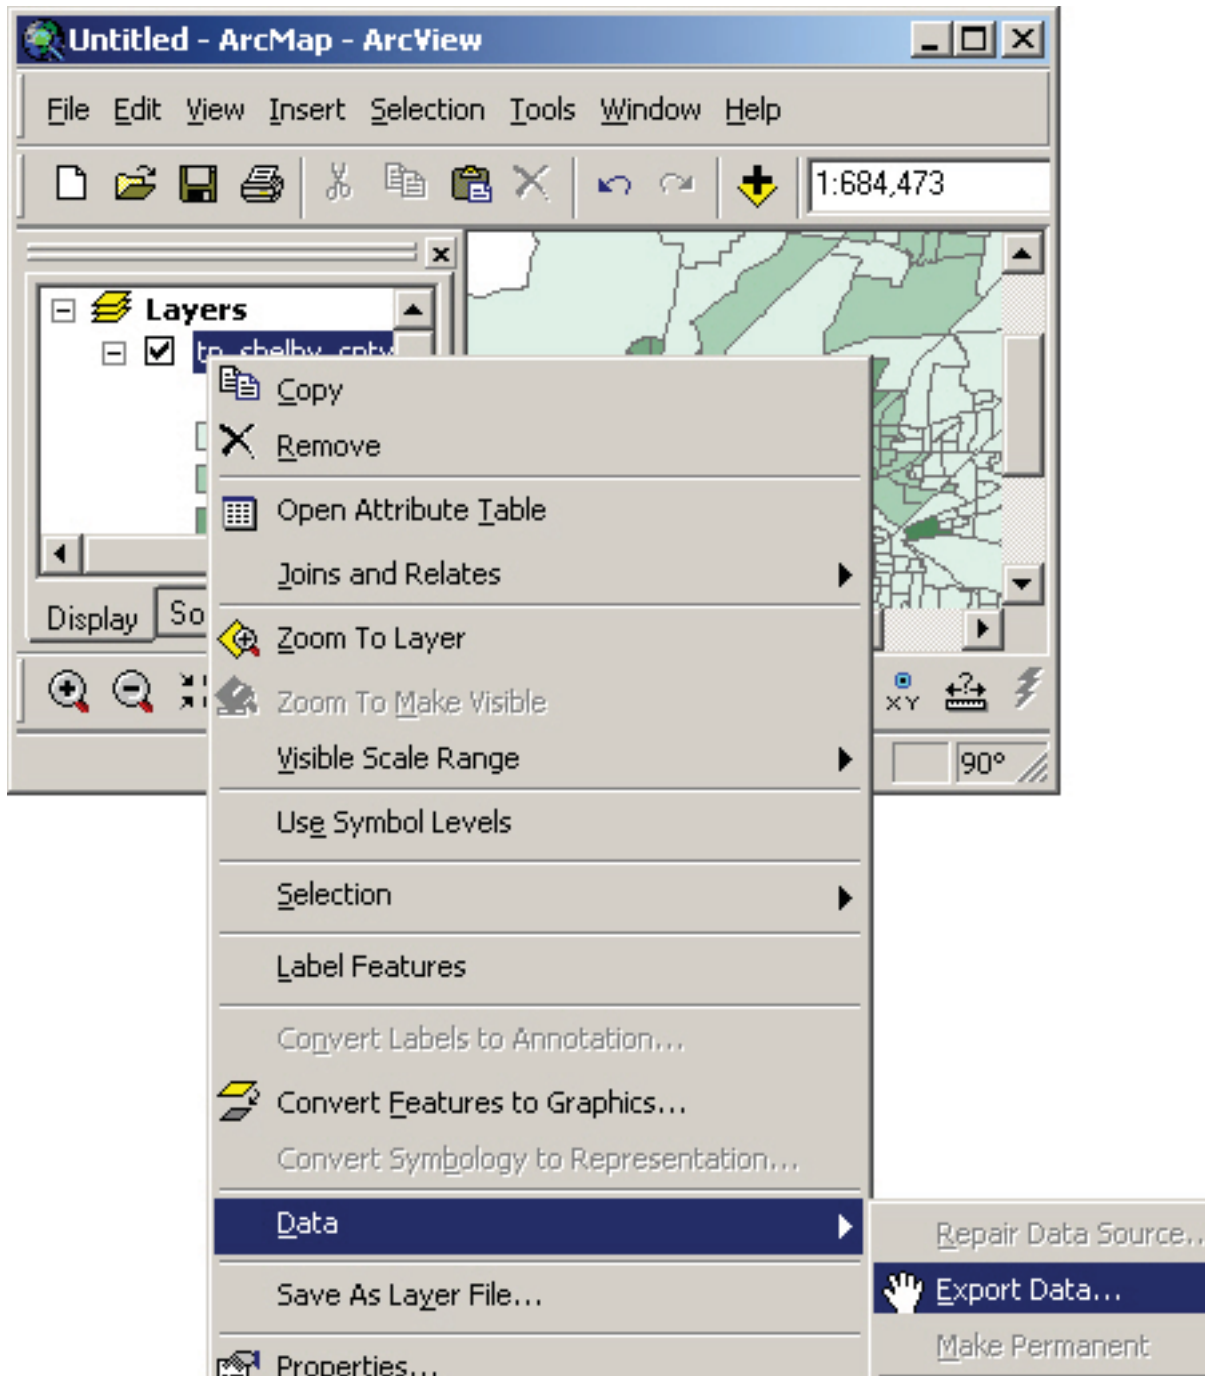 Untitled - ArcMap - ArcView
File Edit View Insert Selection Tools Window Help
1:684,473
Layers
tn_shelby_cnty
Copy
Remove
Open Attribute Table
Joins and Relates
Display So
Zoom To Layer
Zoom To Make Visible
XY ?
Visible Scale Range
90°
Use Symbol Levels
Selection
Label Features
Convert Labels to Annotation...
Convert Features to Graphics...
Convert Symbology to Representation...
Data
Repair Data Source..
Save As Layer File...
Export Data...
Make Permanent
Properties...